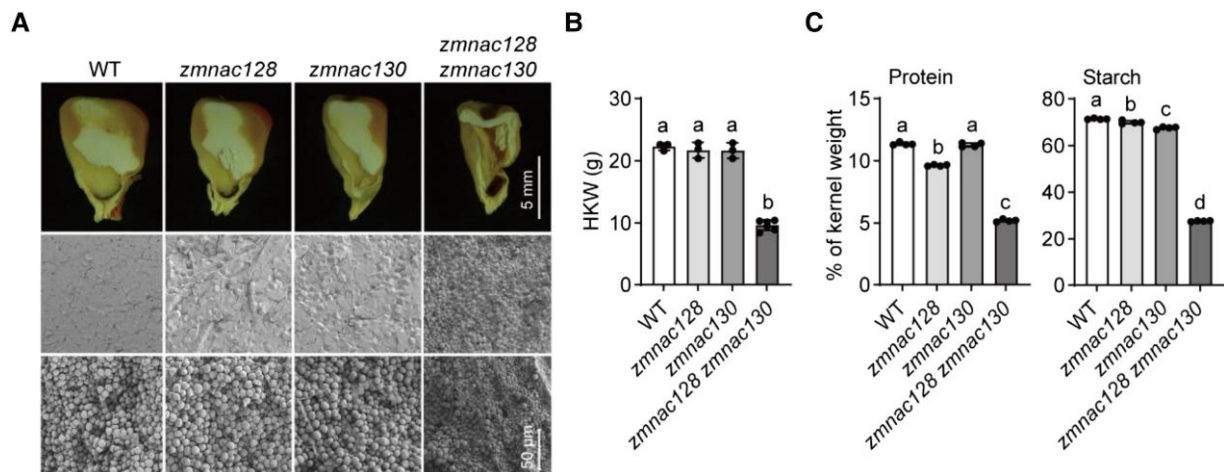 A
WT
zmnac128
zmnac130
zmnac128
zmnac130
5 mm
50 µm
B
HKW (g)
30
20
10
0
a
a
a
b
WT
zmnac128
zmnac130
zmnac128 zmnac130
C
% of kernel weight
Protein
15
10
5
0
a
b
a
c
WT
zmnac128
zmnac130
zmnac128 zmnac130
Starch
80
60
40
20
0
a
b
c
d
WT
zmnac128
zmnac130
zmnac128 zmnac130